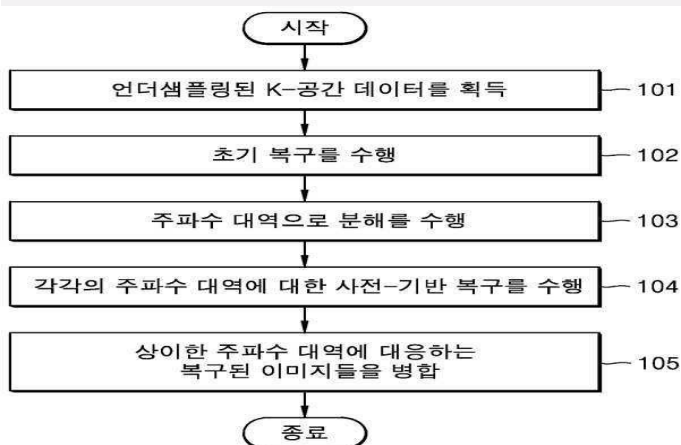 시작
언더샘플링된 K-공간 데이터를 획득
101
초기 복구를 수행
102
주파수 대역으로 분해를 수행
103
각각의 주파수 대역에 대한 사전-기반 복구를 수행
104
상이한 주파수 대역에 대응하는
복구된 이미지들을 병합
105
종료